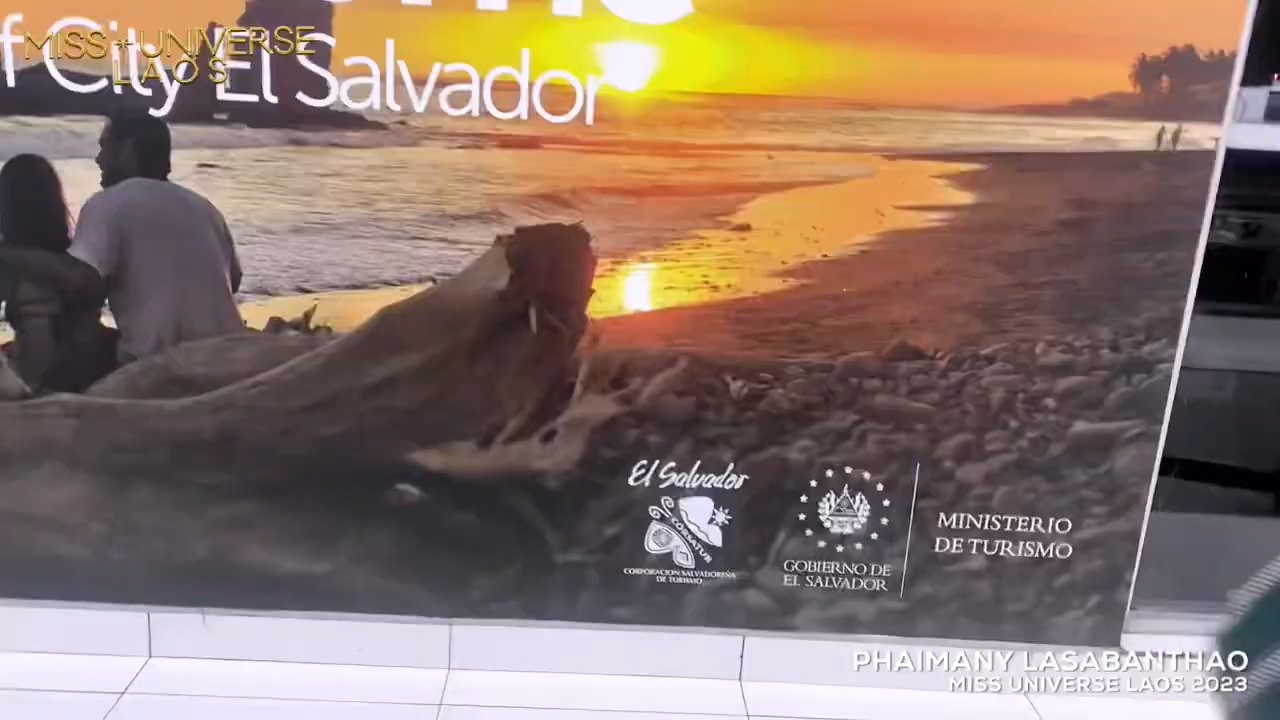 MISS UNIVERSE
LAOS
f City El Salvador
El Salvador
CORSATUR
CORPORACION SALVADOREÑA
DE TURISMO
GOBIERNO DE
EL SALVADOR
MINISTERIO
DE TURISMO
PHAIMANY LASABANTHAO
MISS UNIVERSE LAOS 2023